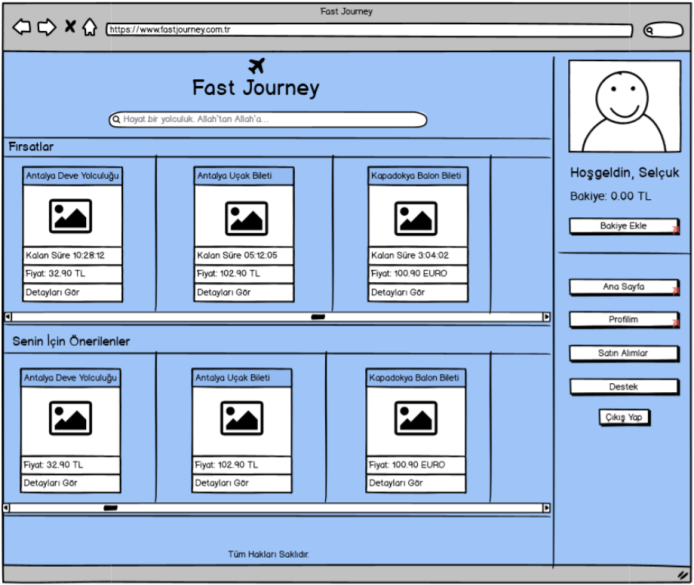 Fast Journey
https://www.fastjourney.com.tr
Fast Journey
Hayat bir yolculuk. Allah'tan Allah'a...
Fırsatlar
Antalya Deve Yolculuğu
Kalan Süre 10:28:12
Fiyat: 32.90 TL
Detayları Gör
Antalya Uçak Bileti
Kalan Süre 05:12:05
Fiyat: 102.90 TL
Detayları Gör
Kapadokya Balon Bileti
Kalan Süre 3:04:02
Fiyat: 100.90 EURO
Detayları Gör
Senin İçin Önerilenler
Antalya Deve Yolculuğu
Fiyat: 32.90 TL
Detayları Gör
Antalya Uçak Bileti
Fiyat: 102.90 TL
Detayları Gör
Kapadokya Balon Bileti
Fiyat: 100.90 EURO
Detayları Gör
Tüm Hakları Saklıdır.
Hoşgeldin, Selçuk
Bakiye: 0.00 TL
Bakiye Ekle
Ana Sayfa
Profilim
Satın Alımlar
Destek
Çıkış Yap